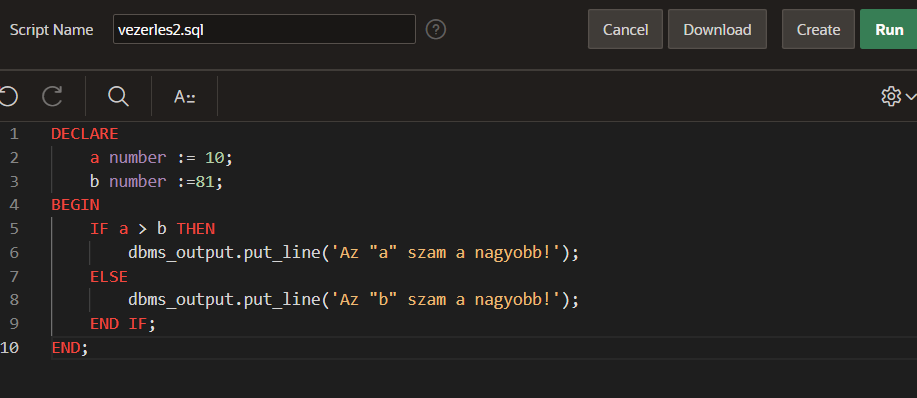 Script Name vezerles2.sql ? Cancel Download Create Run
A::
1 DECLARE
2     a number := 10;
3     b number :=81;
4 BEGIN
5     IF a > b THEN
6         dbms_output.put_line('Az "a" szam a nagyobb!');
7     ELSE
8         dbms_output.put_line('Az "b" szam a nagyobb!');
9     END IF;
10 END;